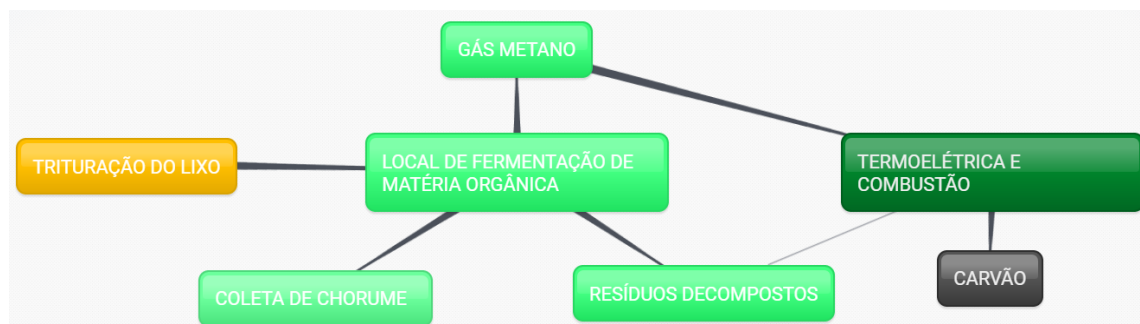 GÁS METANO
TRITURAÇÃO DO LIXO
LOCAL DE FERMENTAÇÃO DE
MATÉRIA ORGÂNICA
TERMOELÉTRICA E
COMBUSTÃO
COLETA DE CHORUME
RESÍDUOS DECOMPOSTOS
CARVÃO